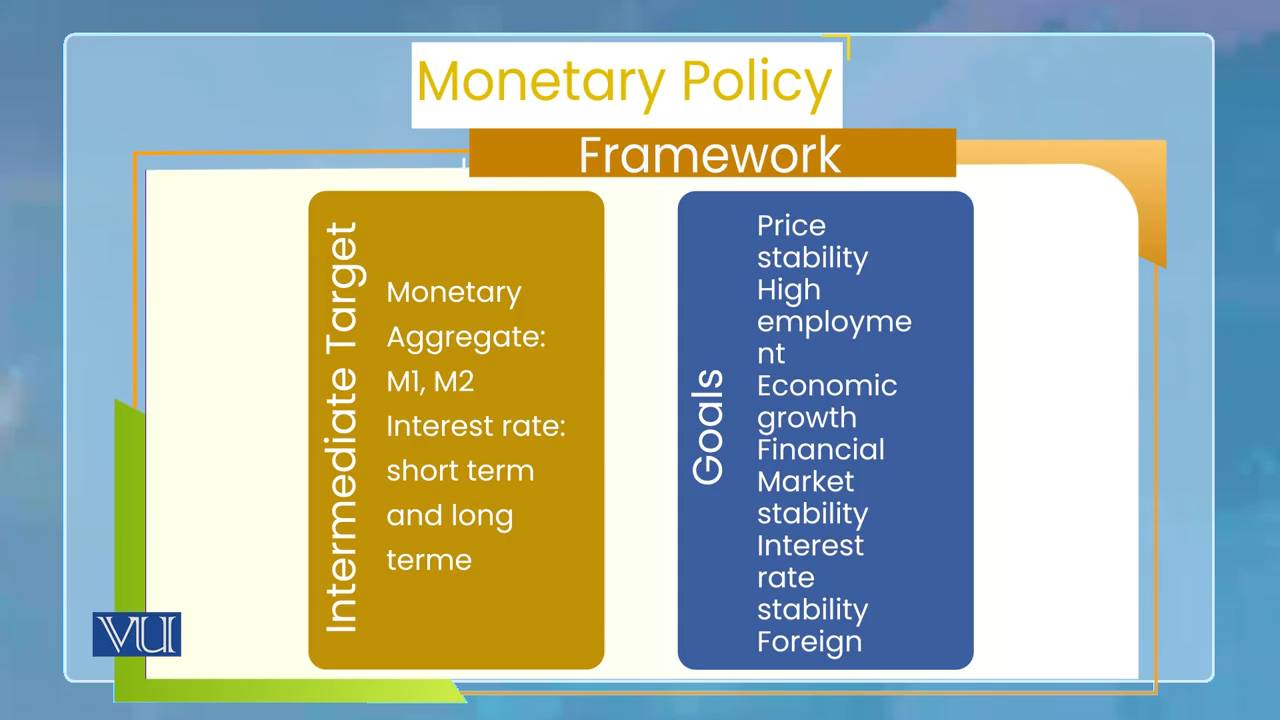 Monetary Policy
Framework
Intermediate Target
Monetary
Aggregate:
M1, M2
Interest rate:
short term
and long
terme
Goals
Price
stability
High
employme
nt
Economic
growth
Financial
Market
stability
Interest
rate
stability
Foreign
VU